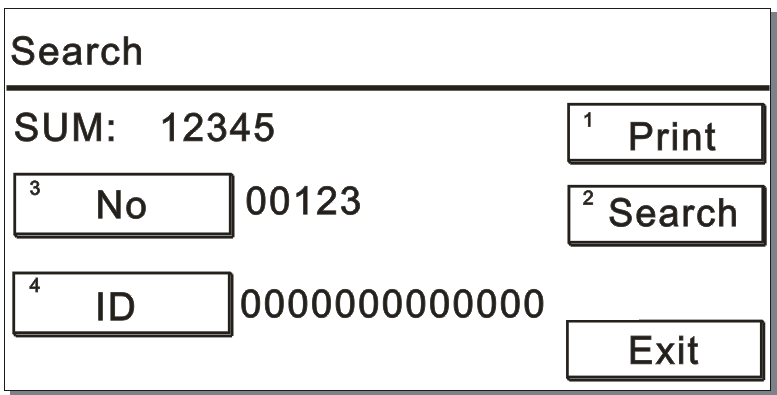 Search
SUM: 12345
1 Print
3 No 00123
2 Search
4 ID 0000000000000
Exit